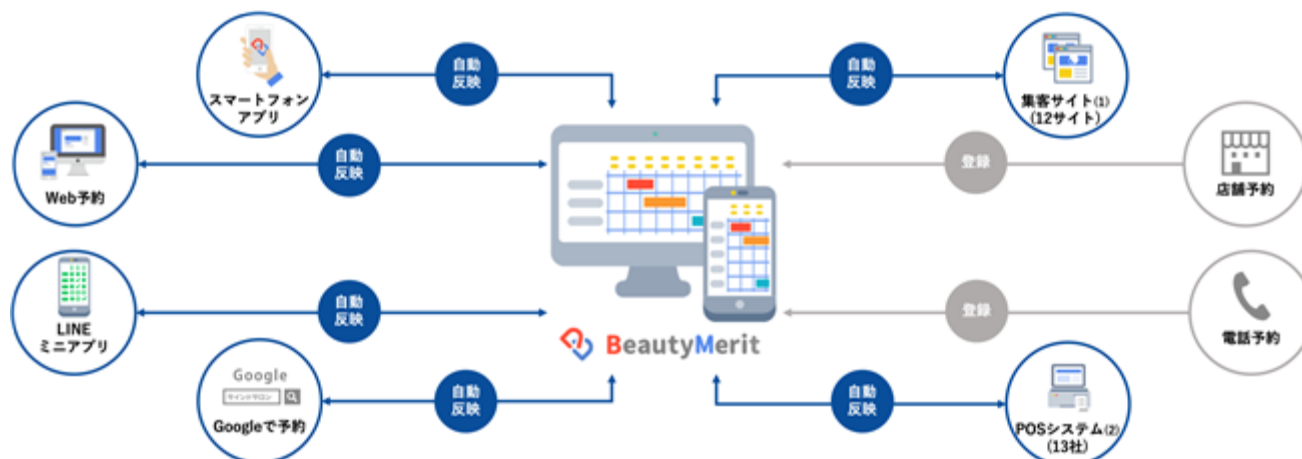 自動
反映
自動
反映
スマートフォン
アプリ
集客サイト(1)
(12サイト)
自動
反映
登録
Web予約
店舗予約
自動
反映
登録
LINE
ミニアプリ
電話予約
BeautyMerit
Google
自動
反映
自動
反映
Googleで予約
POSシステム(2)
(13社)